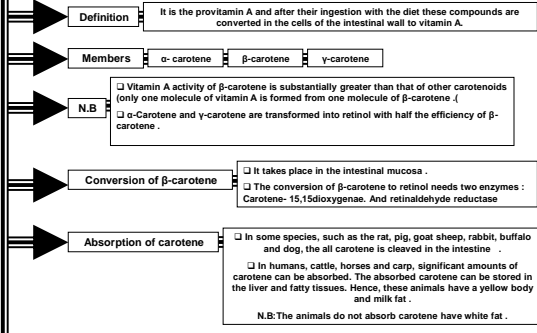 Definition
It is the provitamin A and after their ingestion with the diet these compounds are
converted in the cells of the intestinal wall to vitamin A.
Members
α- carotene
β-carotene
γ-carotene
N.B
❑ Vitamin A activity of β-carotene is substantially greater than that of other carotenoids
(only one molecule of vitamin A is formed from one molecule of β-carotene .(
❑ α-Carotene and γ-carotene are transformed into retinol with half the efficiency of β-
carotene .
Conversion of β-carotene
❑ It takes place in the intestinal mucosa .
❑ The conversion of β-carotene to retinol needs two enzymes :
Carotene- 15,15dioxygenae. And retinaldehyde reductase
Absorption of carotene
❑ In some species, such as the rat, pig, goat sheep, rabbit, buffalo
and dog, the all carotene is cleaved in the intestine .
❑ In humans, cattle, horses and carp, significant amounts of
carotene can be absorbed. The absorbed carotene can be stored in
the liver and fatty tissues. Hence, these animals have a yellow body
and milk fat .
N.B:The animals do not absorb carotene have white fat .